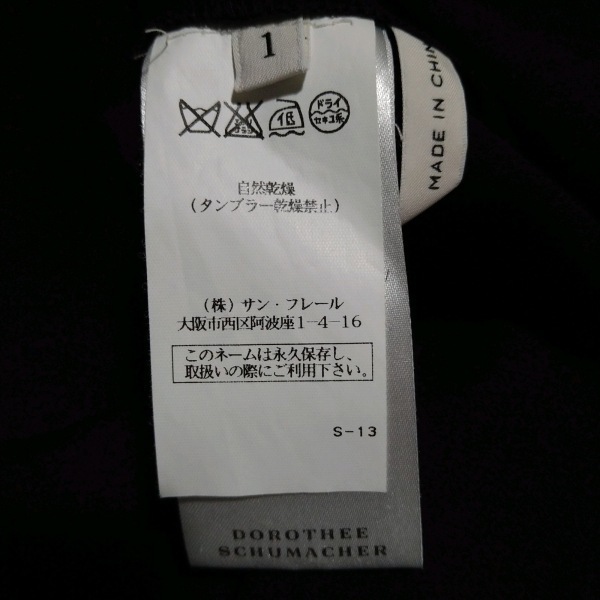 1
MADE IN CHIN
低
ドライ
セキユ系
自然乾燥
(タンブラー乾燥禁止)
(株) サン・フレール
大阪市西区阿波座1-4-16
このネームは永久保存し、
取扱いの際にご利用下さい。
S-13
DOROTHEE
SCHUMACHER